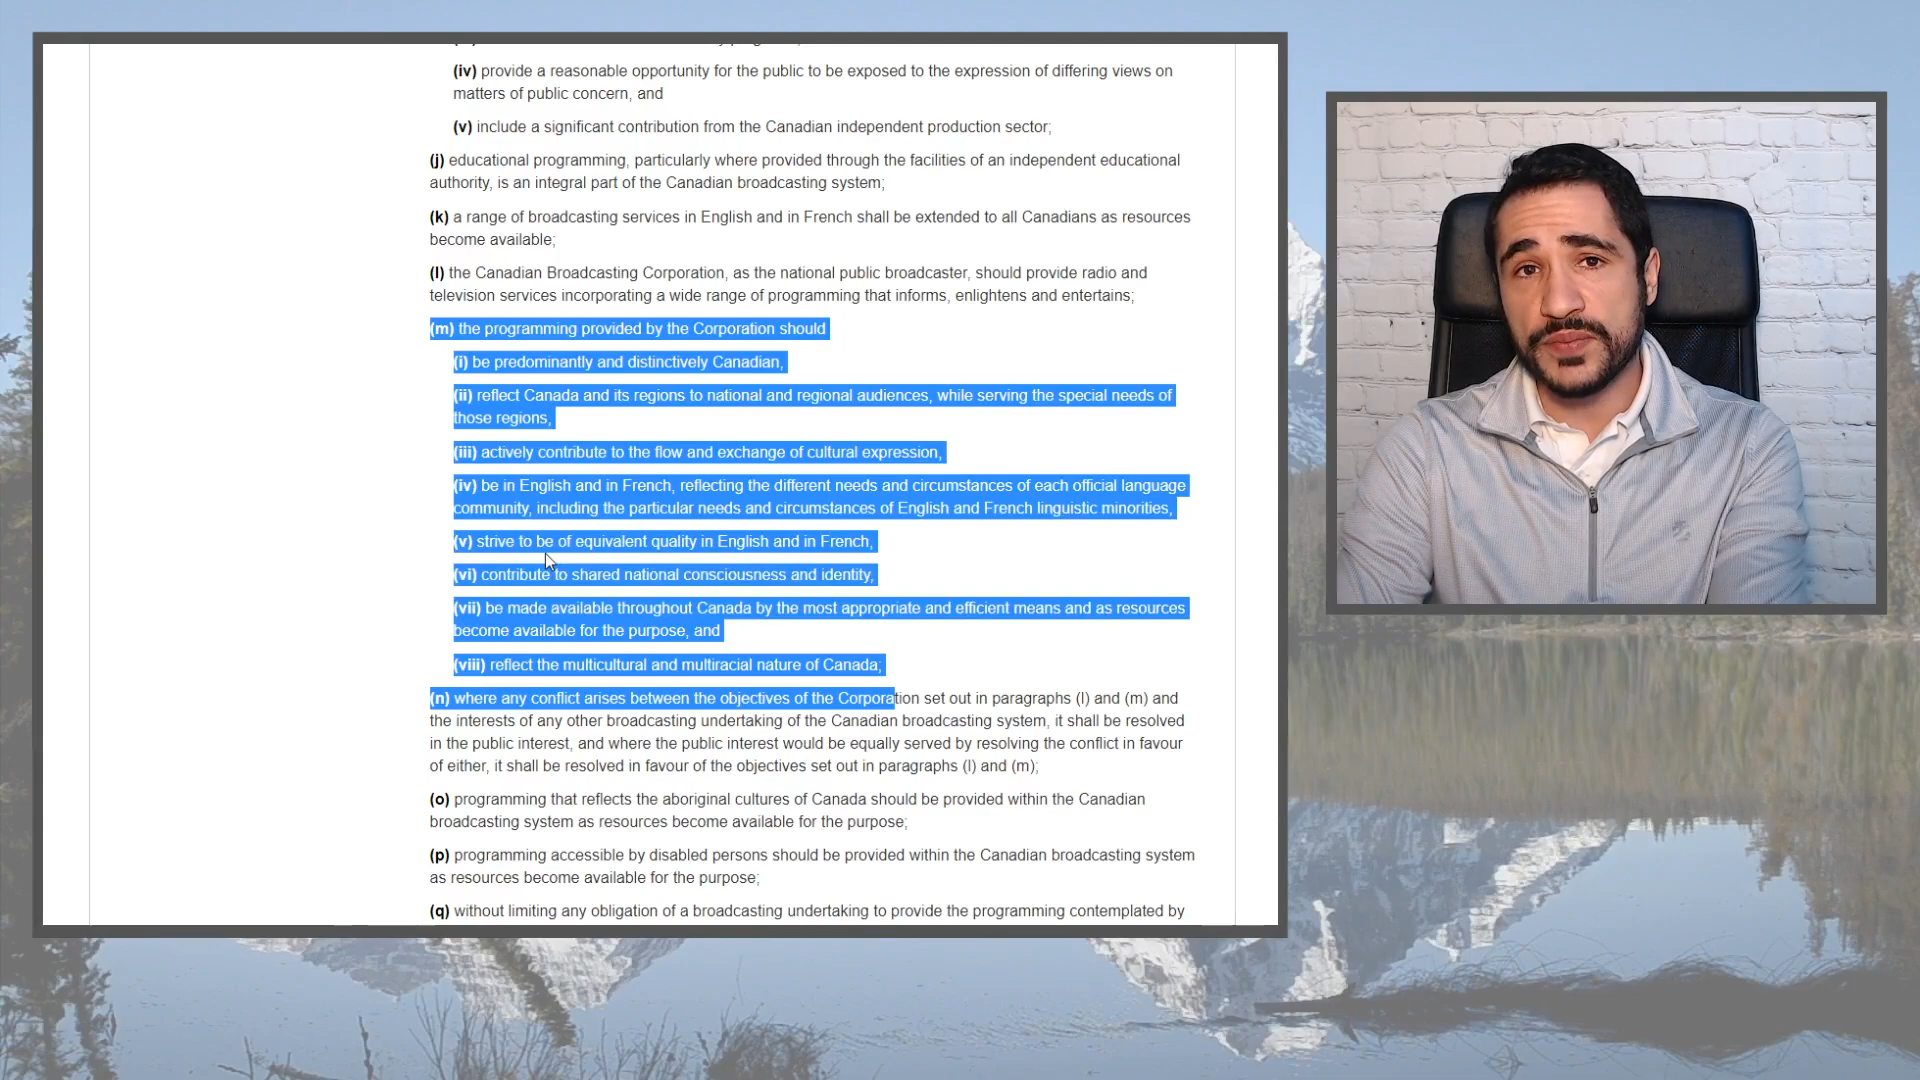 (iv) provide a reasonable opportunity for the public to be exposed to the expression of differing views on
matters of public concern, and
(v) include a significant contribution from the Canadian independent production sector;
(j) educational programming, particularly where provided through the facilities of an independent educational
authority, is an integral part of the Canadian broadcasting system;
(k) a range of broadcasting services in English and in French shall be extended to all Canadians as resources
become available;
(l) the Canadian Broadcasting Corporation, as the national public broadcaster, should provide radio and
television services incorporating a wide range of programming that informs, enlightens and entertains;
(m) the programming provided by the Corporation should
(i) be predominantly and distinctively Canadian,
(ii) reflect Canada and its regions to national and regional audiences, while serving the special needs of
those regions,
(iii) actively contribute to the flow and exchange of cultural expression,
(iv) be in English and in French, reflecting the different needs and circumstances of each official language
community, including the particular needs and circumstances of English and French linguistic minorities,
(v) strive to be of equivalent quality in English and in French,
(vi) contribute to shared national consciousness and identity,
(vii) be made available throughout Canada by the most appropriate and efficient means and as resources
become available for the purpose, and
(viii) reflect the multicultural and multiracial nature of Canada;
(n) where any conflict arises between the objectives of the Corporation set out in paragraphs (l) and (m) and
the interests of any other broadcasting undertaking of the Canadian broadcasting system, it shall be resolved
in the public interest, and where the public interest would be equally served by resolving the conflict in favour
of either, it shall be resolved in favour of the objectives set out in paragraphs (l) and (m);
(o) programming that reflects the aboriginal cultures of Canada should be provided within the Canadian
broadcasting system as resources become available for the purpose;
(p) programming accessible by disabled persons should be provided within the Canadian broadcasting system
as resources become available for the purpose;
(q) without limiting any obligation of a broadcasting undertaking to provide the programming contemplated by